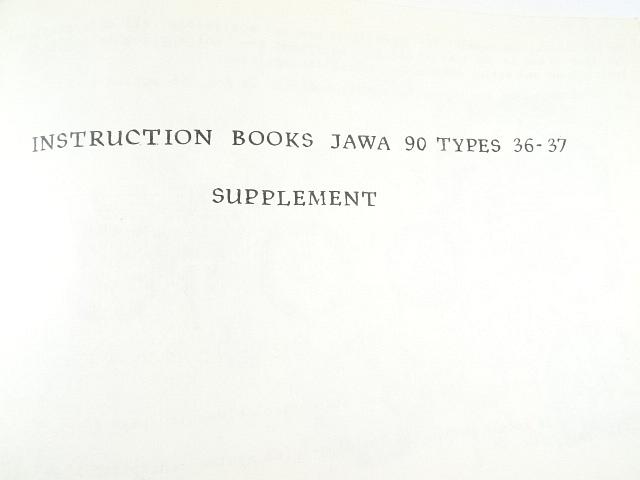 INSTRUCTION BOOKS JAWA 90 TYPES 36-37
SUPPLEMENT